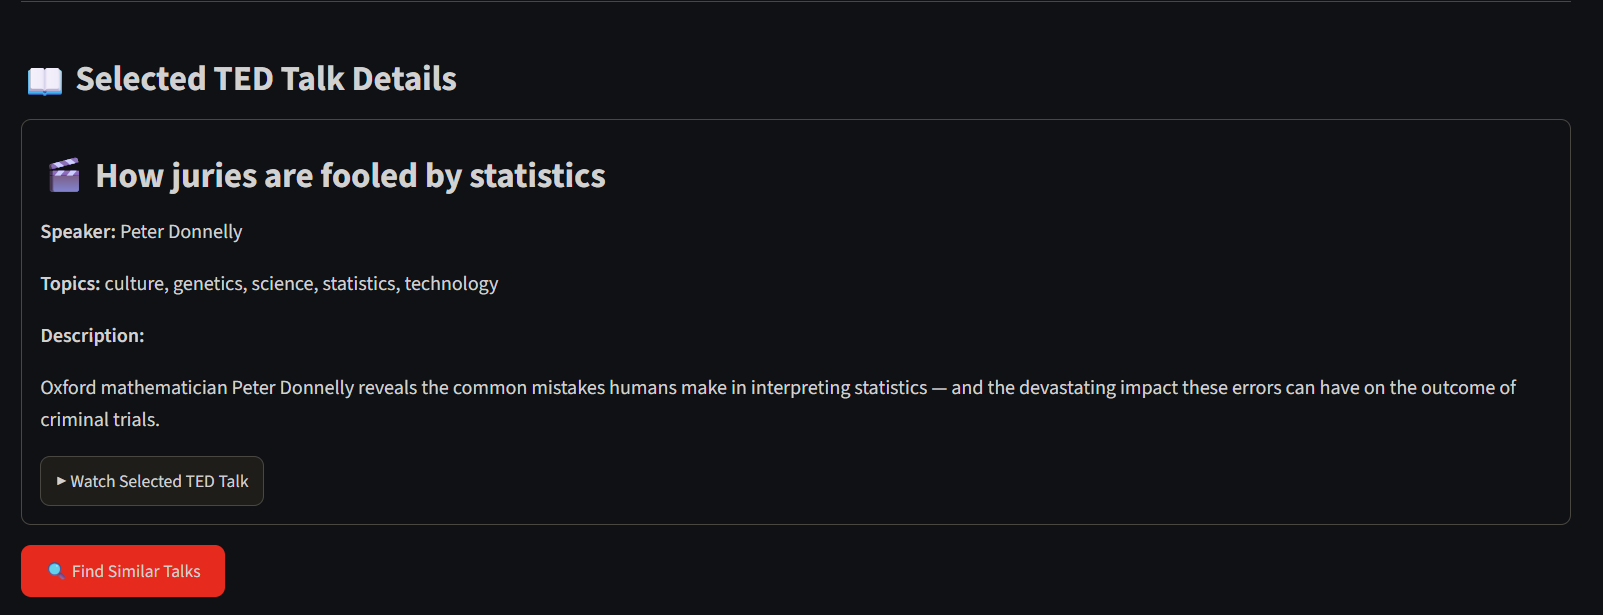 Selected TED Talk Details
How juries are fooled by statistics
Speaker: Peter Donnelly
Topics: culture, genetics, science, statistics, technology
Description:
Oxford mathematician Peter Donnelly reveals the common mistakes humans make in interpreting statistics — and the devastating impact these errors can have on the outcome of
criminal trials.
Watch Selected TED Talk
Find Similar Talks